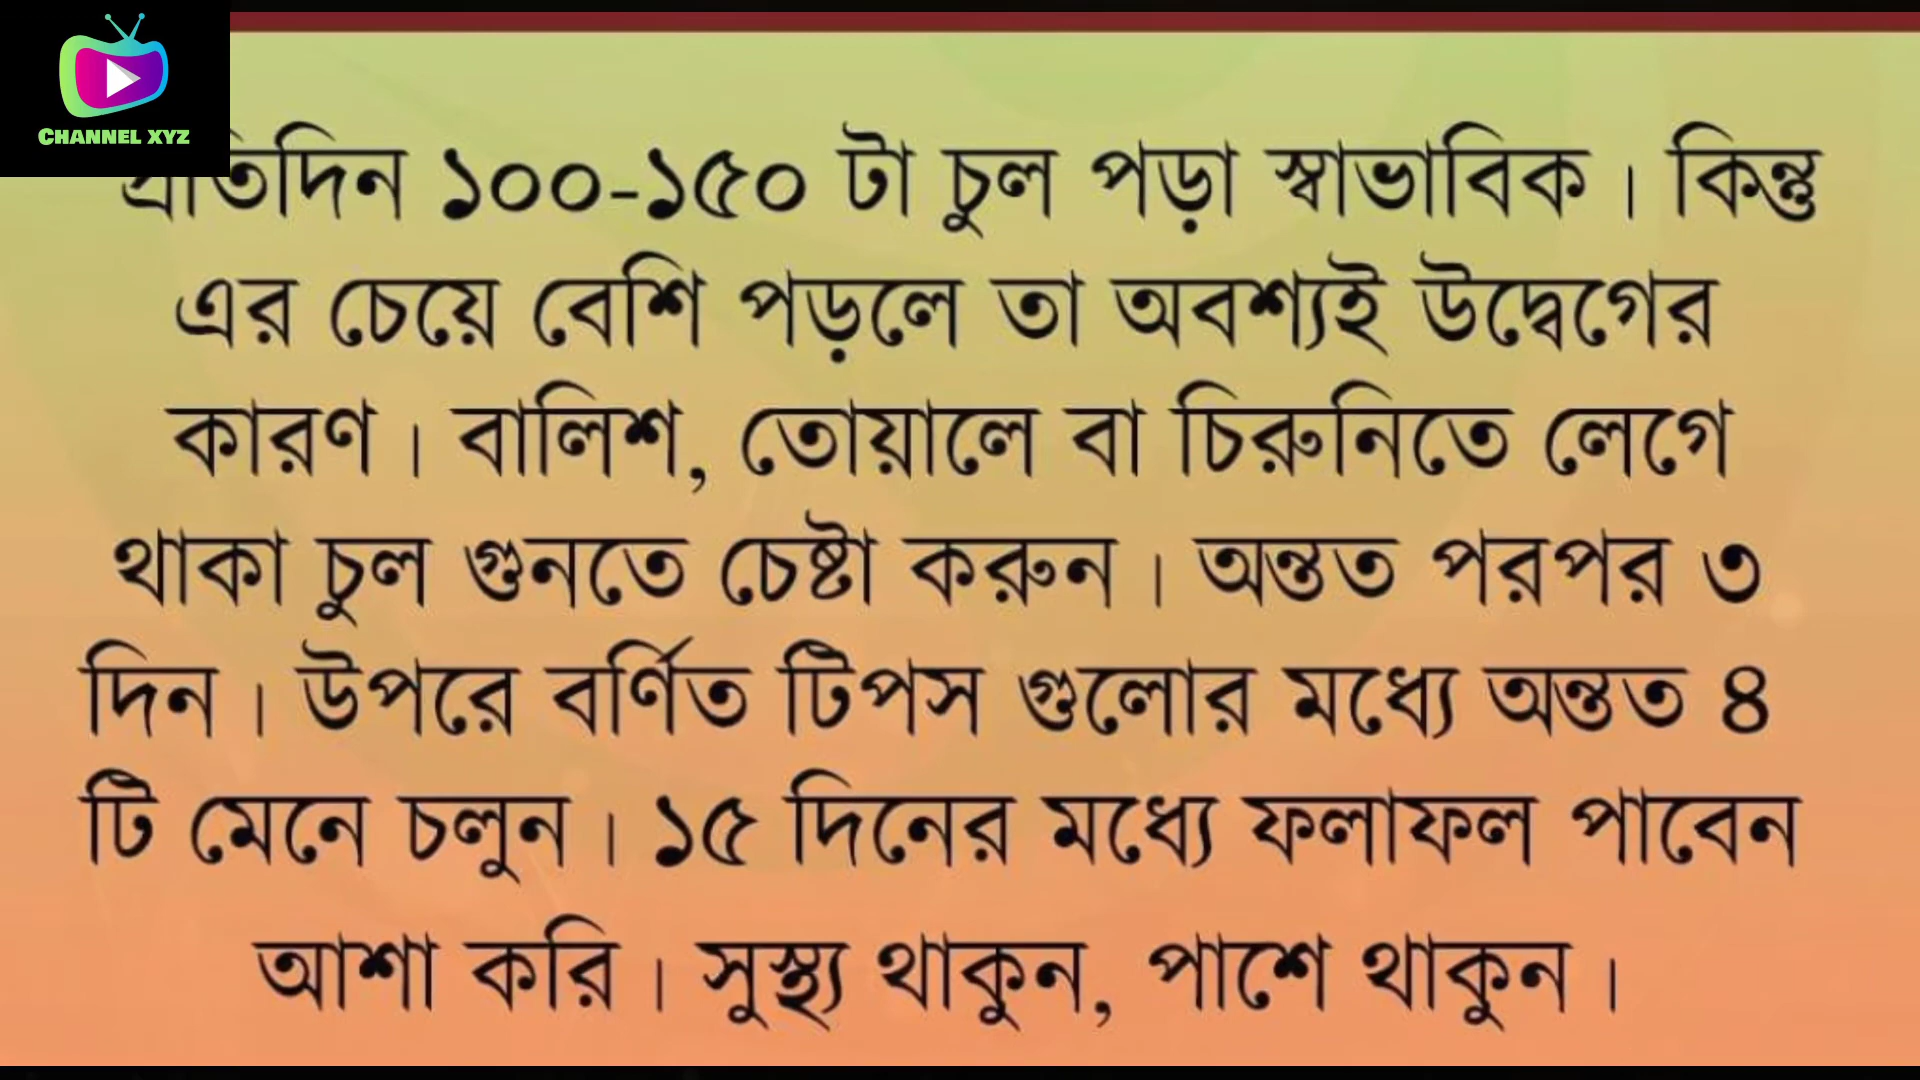 CHANNEL XYZ
প্রতিদিন ১০০-১৫০ টা চুল পড়া স্বাভাবিক। কিন্তু
এর চেয়ে বেশি পড়লে তা অবশ্যই উদ্বেগের
কারণ। বালিশ, তোয়ালে বা চিরুনিতে লেগে
থাকা চুল গুনতে চেষ্টা করুন। অন্তত পরপর ৩
দিন। উপরে বর্ণিত টিপস গুলোর মধ্যে অন্তত ৪
টি মেনে চলুন। ১৫ দিনের মধ্যে ফলাফল পাবেন
আশা করি। সুস্থ্য থাকুন, পাশে থাকুন।